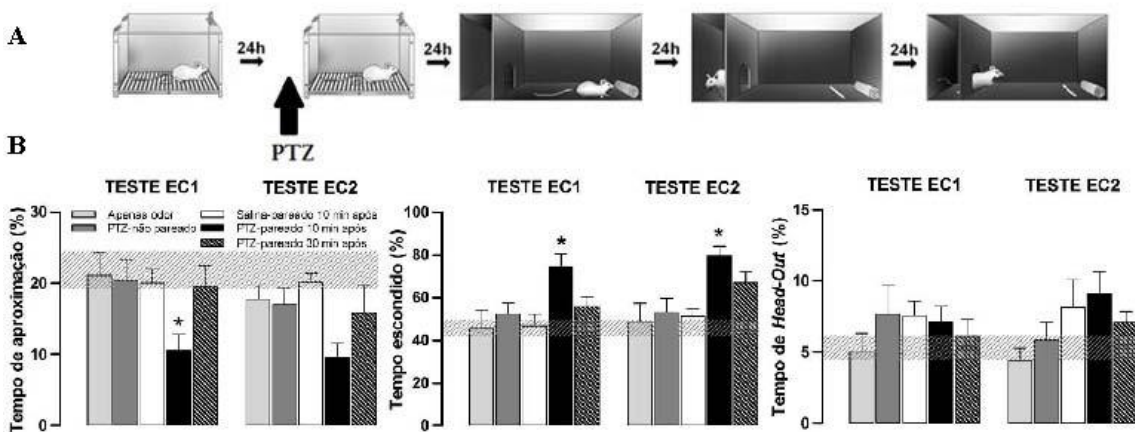 A
24h
24h
24h
24h
PTZ
B
TESTE EC1
TESTE EC2
Tempo de aproximação (%)
30
20
10
0
Apenas odor
PTZ-não pareado
Salina-pareado 10 min após
PTZ-pareado 10 min após
PTZ-pareado 30 min após
*
TESTE EC1
TESTE EC2
Tempo escondido (%)
100
80
60
40
20
0
*
*
TESTE EC1
TESTE EC2
Tempo de Head-Out (%)
15
10
5
0